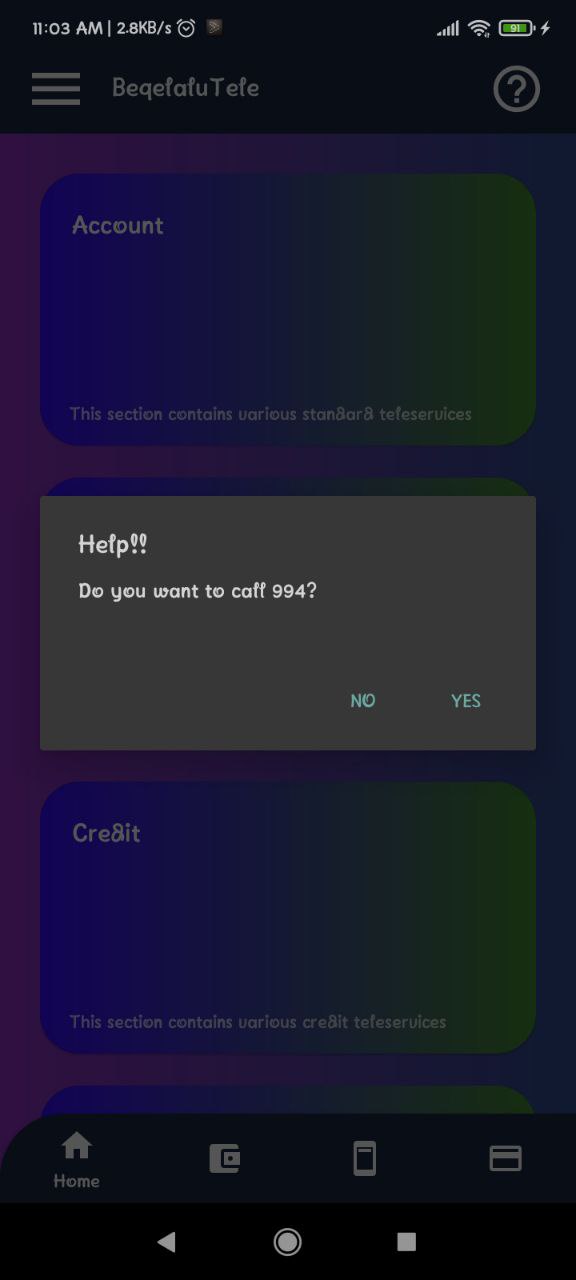 11:03 AM | 2.8KB/s
91
BeqelaluTele
Account
This section contains various standard teleservices
Help!!
Do you want to call 994?
NO
YES
Credit
This section contains various credit teleservices
Home